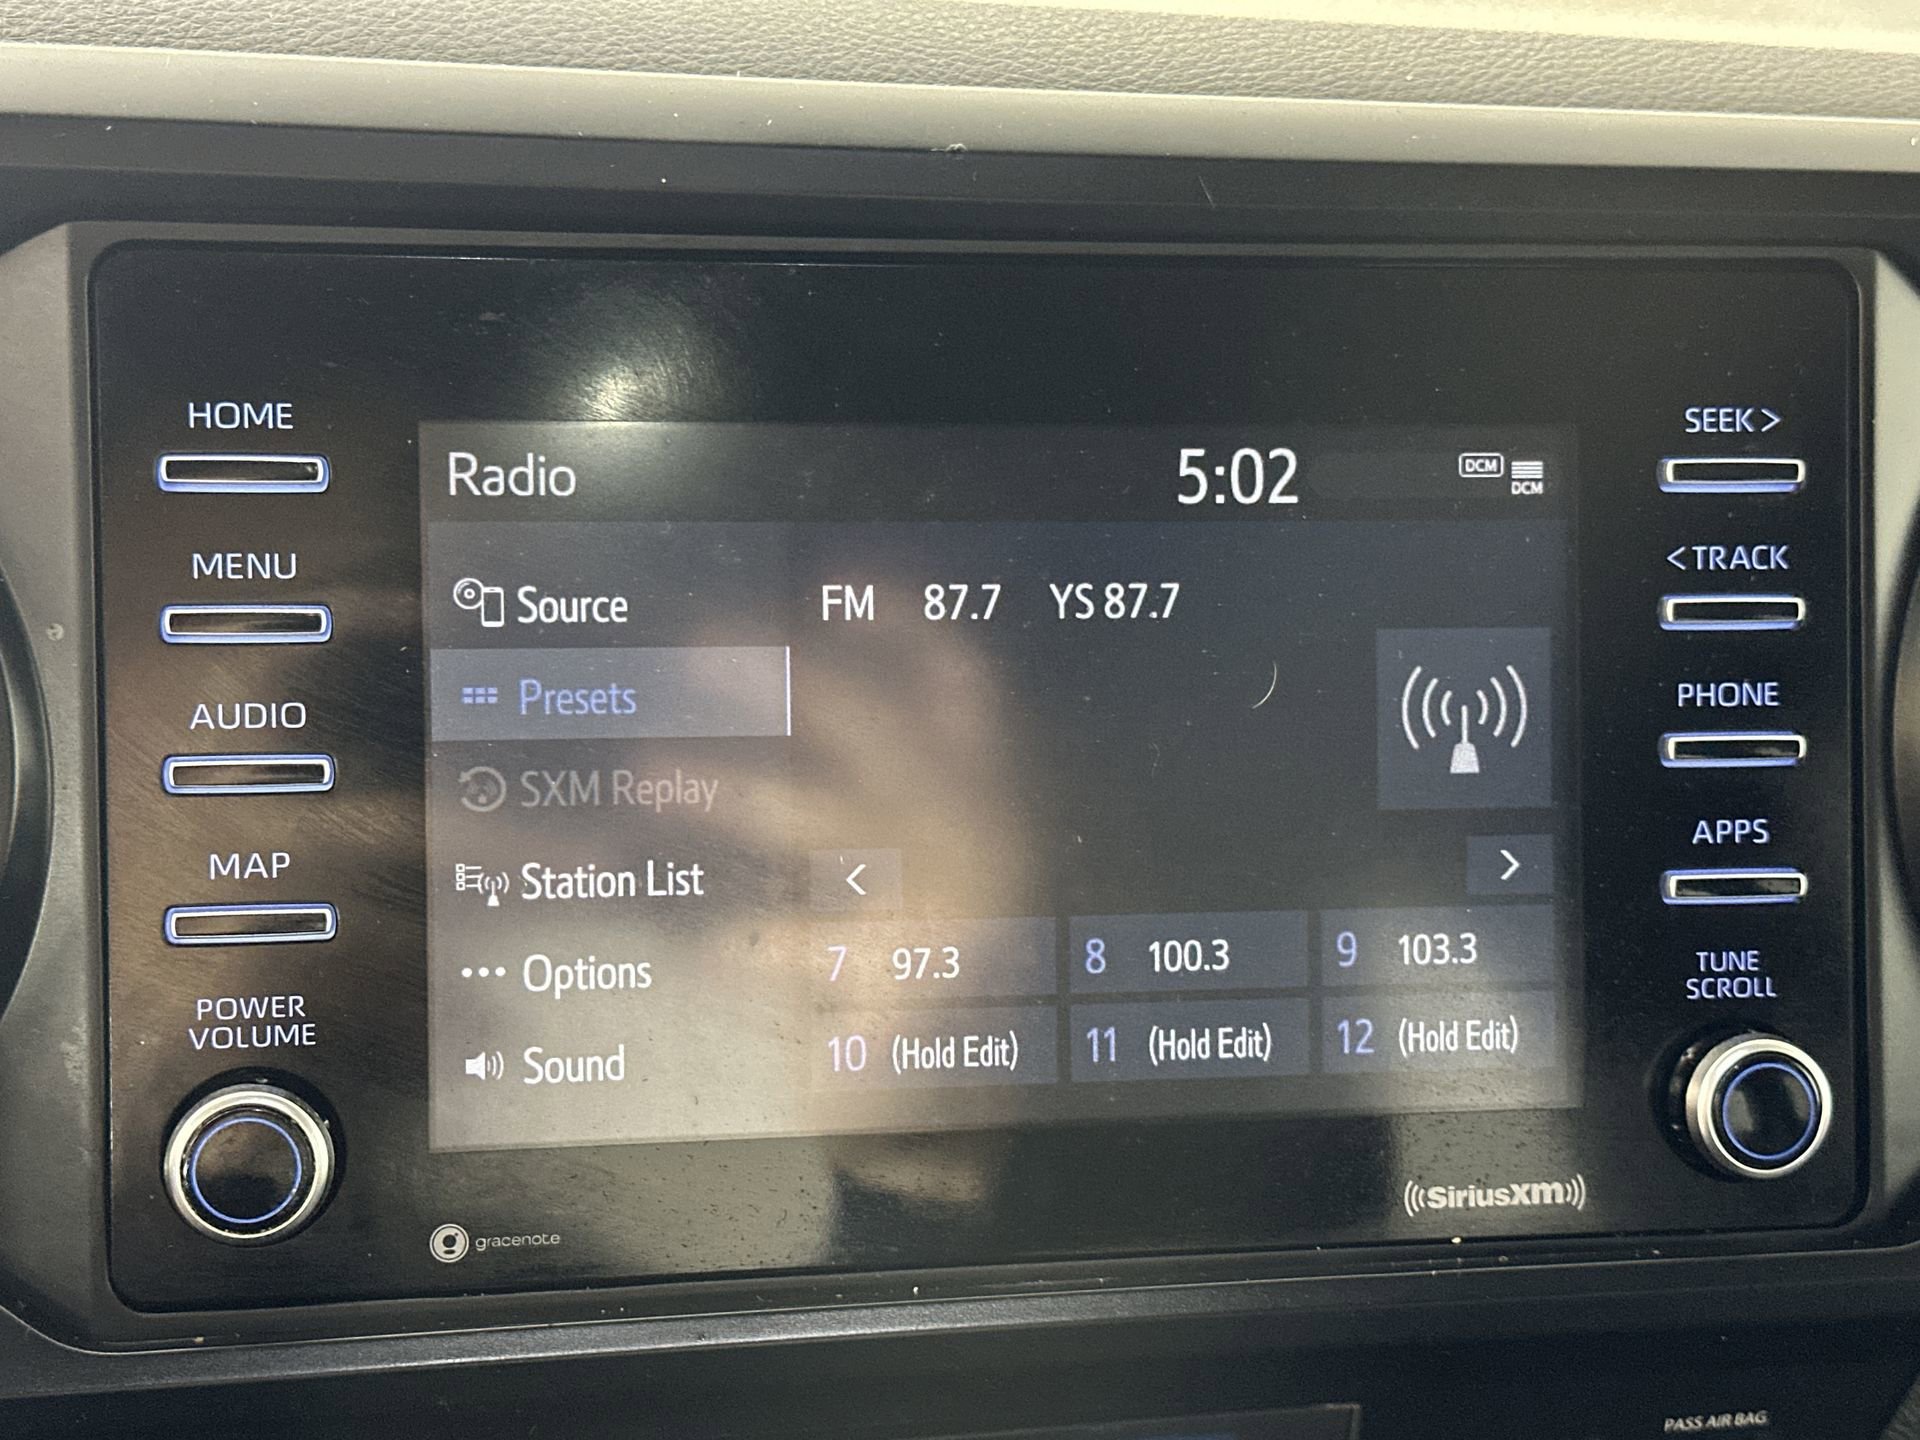 HOME
MENU
AUDIO
MAP
POWER
VOLUME
Radio
5:02
DCM
DCM
Source
FM 87.7 YS 87.7
Presets
SXM Replay
Station List
<
>
Options
Sound
7 97.3
8 100.3
9 103.3
10 (Hold Edit)
11 (Hold Edit)
12 (Hold Edit)
SEEK >
< TRACK
PHONE
APPS
TUNE
SCROLL
gracenote
SiriusXM
PASS AIR BAG